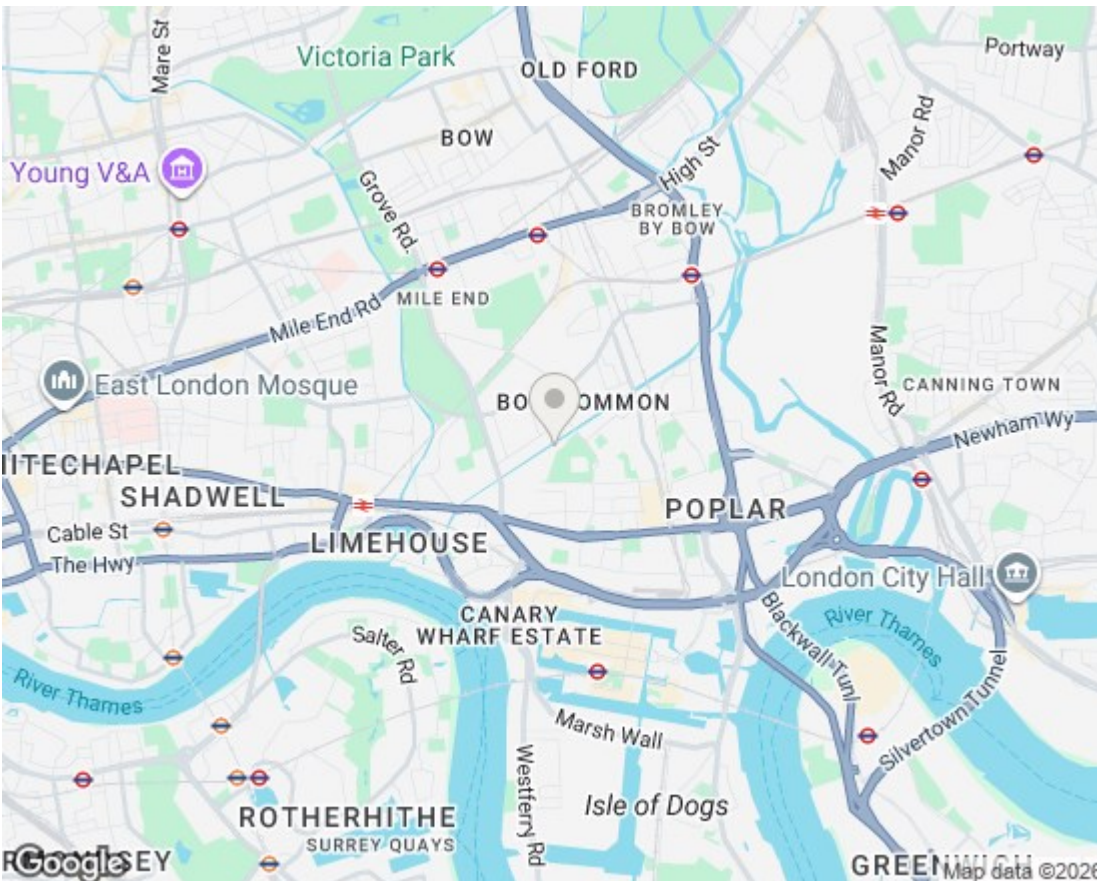 Mare St
Victoria Park
OLD FORD
Portway
BOW
Manor Rd
High St
Young V&A
Grove Rd.
BROMLEY
BY BOW
MILE END
Mile End Rd
East London Mosque
Manor Rd
CANNING TOWN
COMMON
Newham Wy
SHADWELL
POPLAR
Cable St
LIMEHOUSE
The Hwy
London City Hall
CANARY
WHARF ESTATE
Blackwall Tunl
River Thames
Salter Rd
River Thames
Marsh Wall
Silvertown Tunnel
Westferry Rd
Isle of Dogs
ROTHERHITHE
SURREY QUAYS
Google
GREENWICH
Map data ©2026